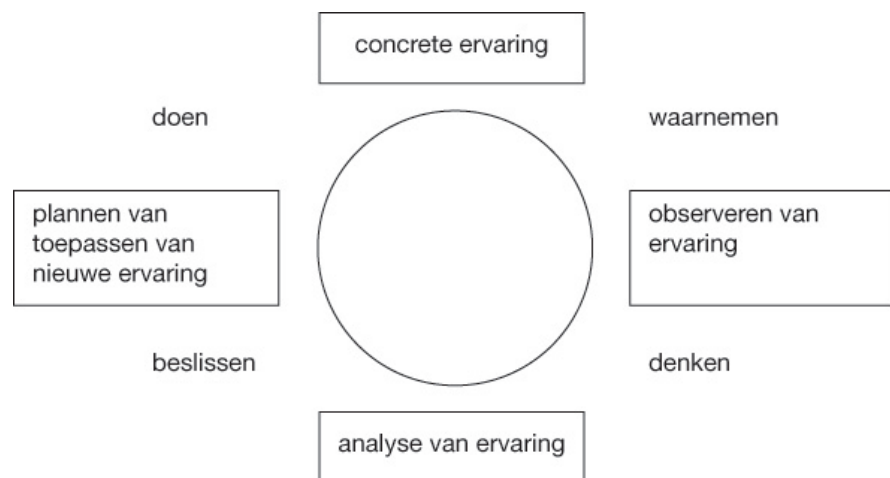 concrete ervaring
doen
waarnemen
plannen van
toepassen van
nieuwe ervaring
observeren van
ervaring
beslissen
denken
analyse van ervaring